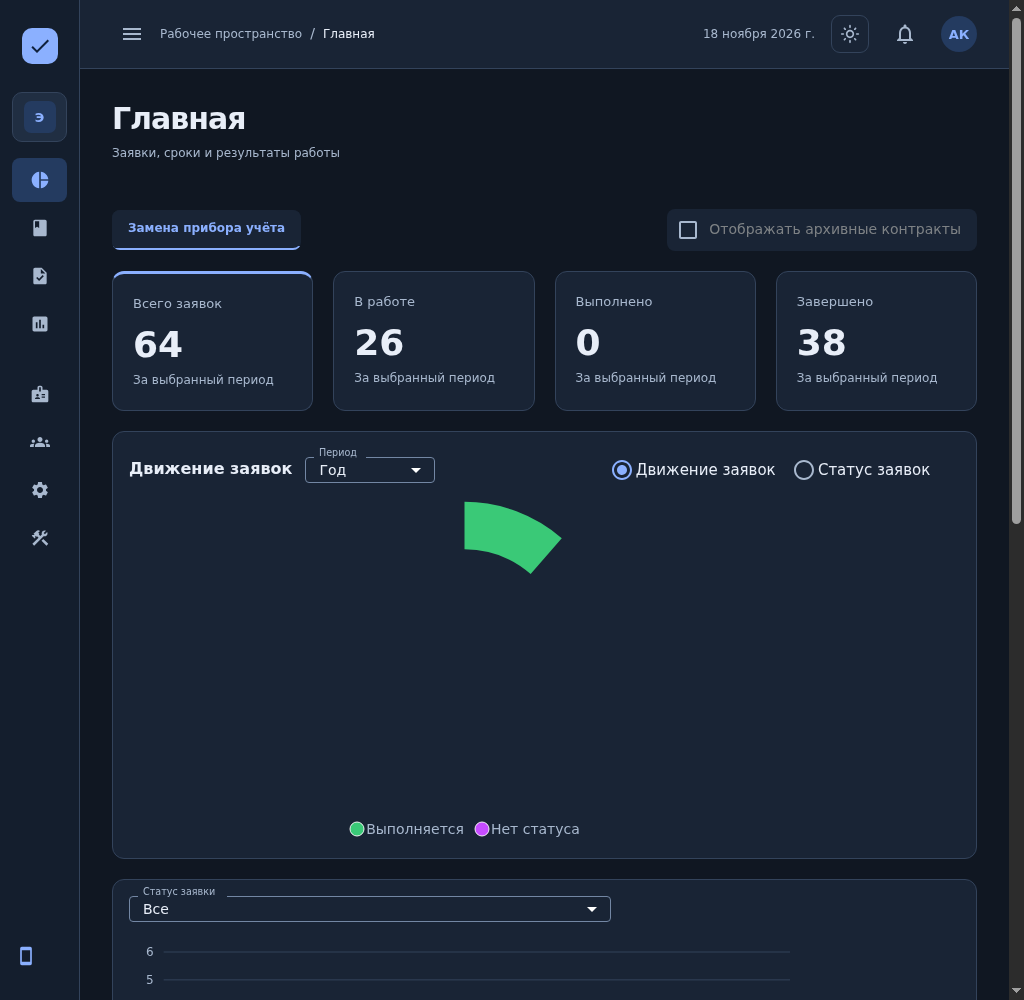 Рабочее пространство / Главная
18 ноября 2026 г.
АК
Э
Главная
Заявки, сроки и результаты работы
Замена прибора учёта
Отображать архивные контракты
Всего заявок
64
За выбранный период
В работе
26
За выбранный период
Выполнено
0
За выбранный период
Завершено
38
За выбранный период
Движение заявок
Период
Год
Движение заявок
Статус заявок
Выполняется
Нет статуса
Статус заявки
Все
6
5